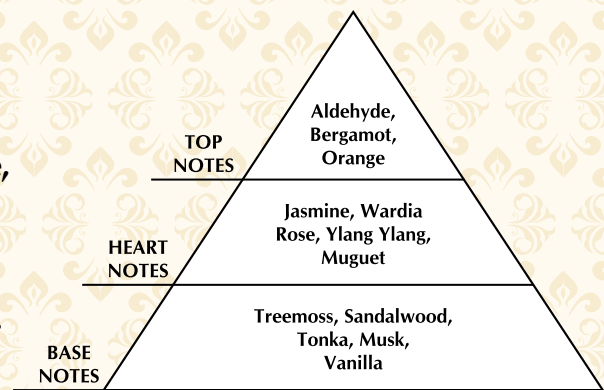 Aldehyde,
Bergamot,
Orange
TOP
NOTES
Jasmine, Wardia
Rose, Ylang Ylang,
Muguet
HEART
NOTES
Treemoss, Sandalwood,
Tonka, Musk,
Vanilla
BASE
NOTES